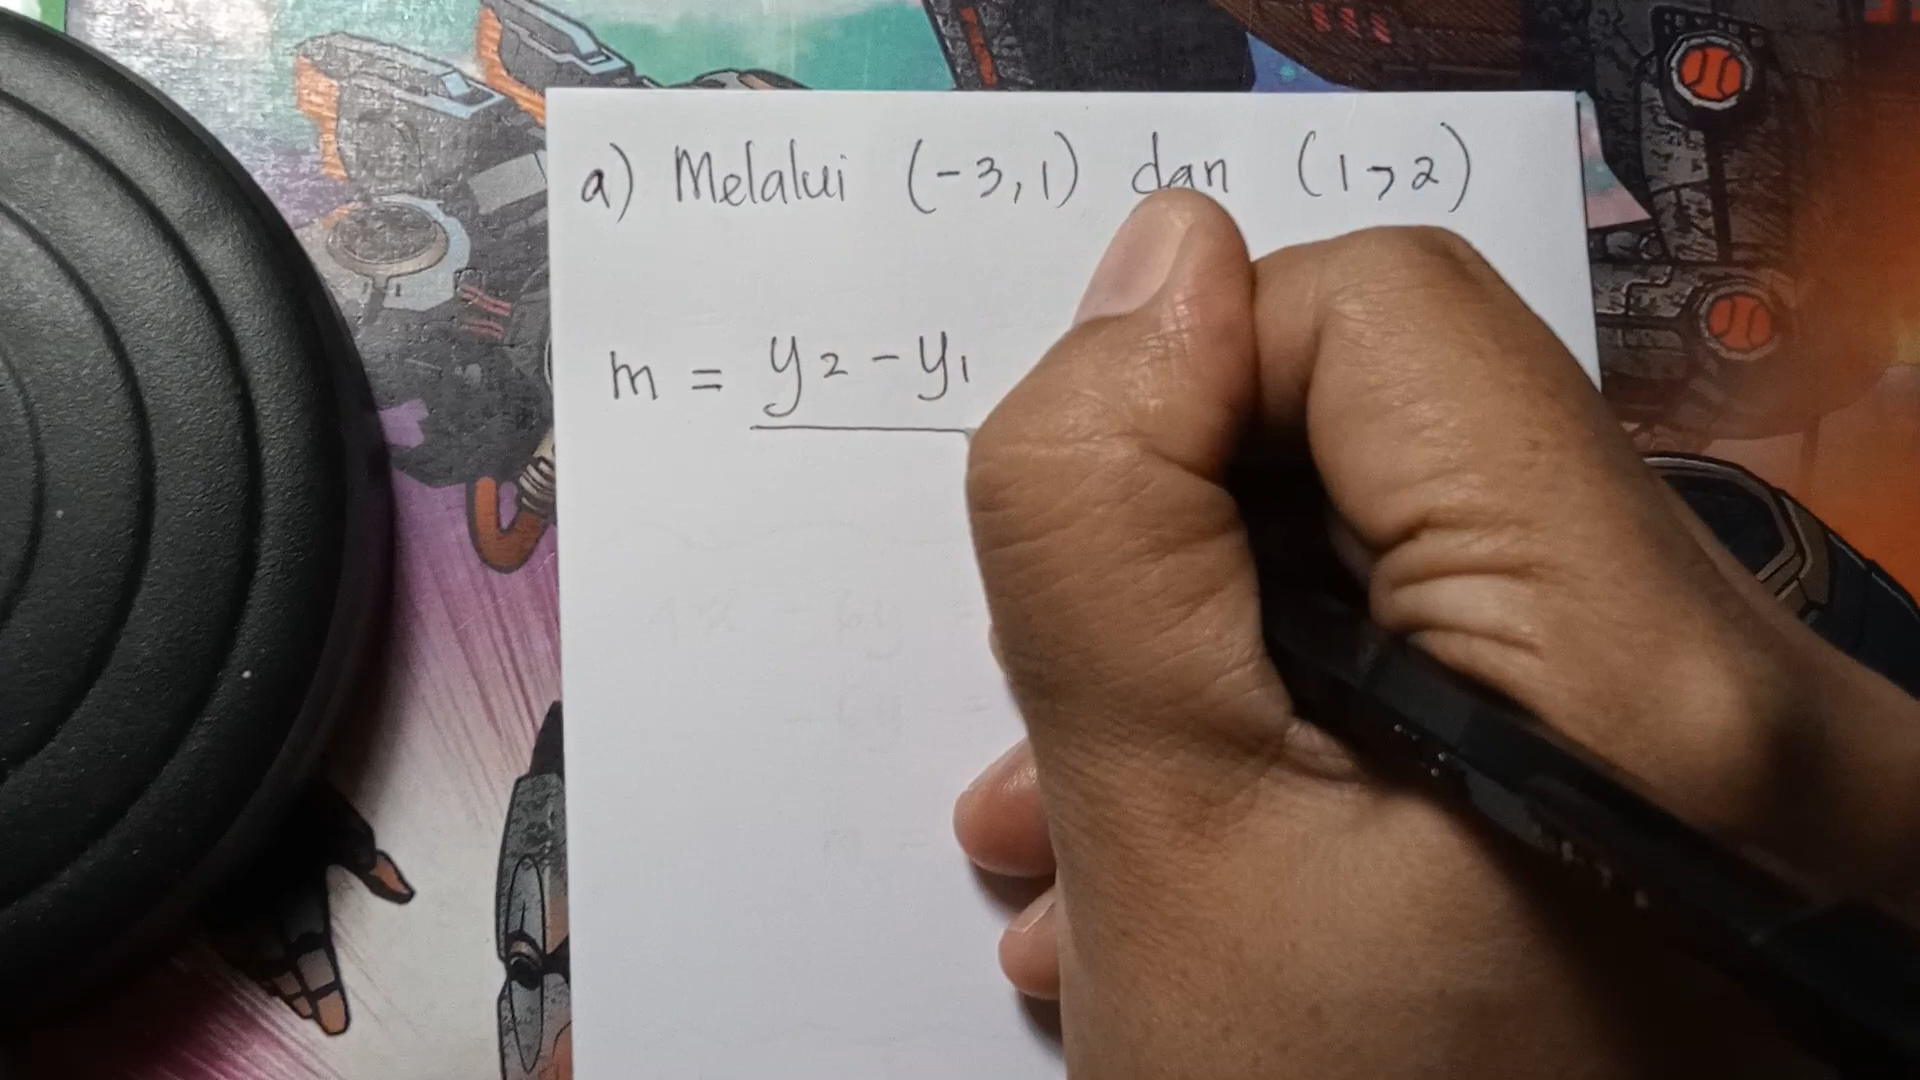 a) Melalui (-3,1) dan (1,2)
m = y2 - y1